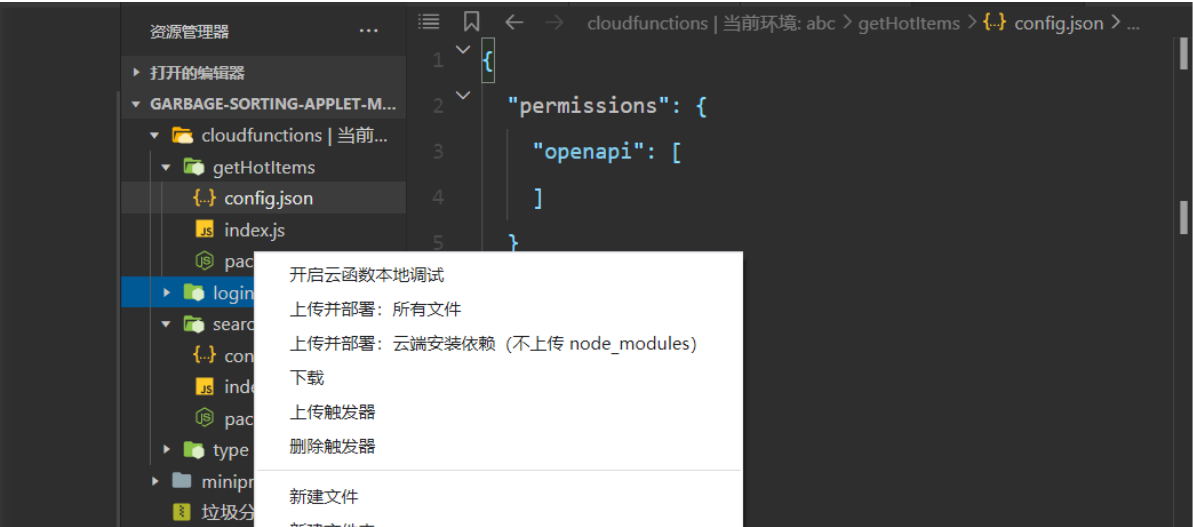 资源管理器 ...
cloudfunctions | 当前环境: abc > getHotItems > {..} config.json > ...
打开的编辑器
GARBAGE-SORTING-APPLET-M...
cloudfunctions | 当前...
getHotItems
{..} config.json
JS index.js
JS pac
login
searc
{..} con
JS inde
JS pac
type
minipr
垃圾分
1 {
2 "permissions": {
3 "openapi": [
4 ]
5 }
开启云函数本地调试
上传并部署：所有文件
上传并部署：云端安装依赖（不上传 node_modules）
下载
上传触发器
删除触发器
新建文件